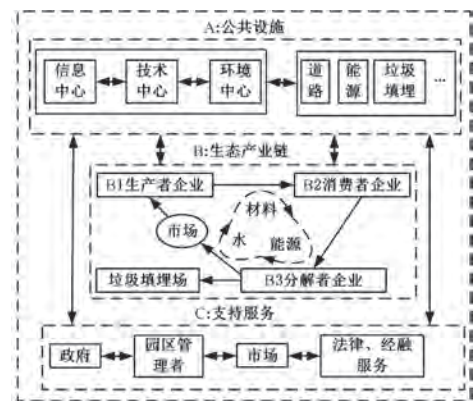 A:公共设施
信息 技术 环境 道 能 垃圾
中心 中心 中心 路 源 填埋 ...
B:生态产业链
B1生产者企业 B2消费者企业
材料
市场
水 能源
垃圾填埋场 B3分解者企业
C:支持服务
政府 园区管理者 市场 法律、经融服务